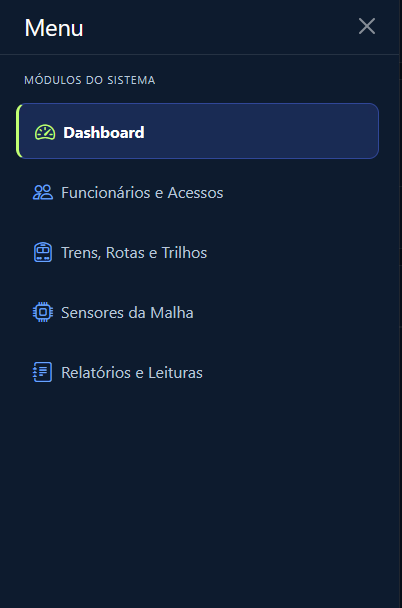 Menu
MÓDULOS DO SISTEMA
Dashboard
Funcionários e Acessos
Trens, Rotas e Trilhos
Sensores da Malha
Relatórios e Leituras